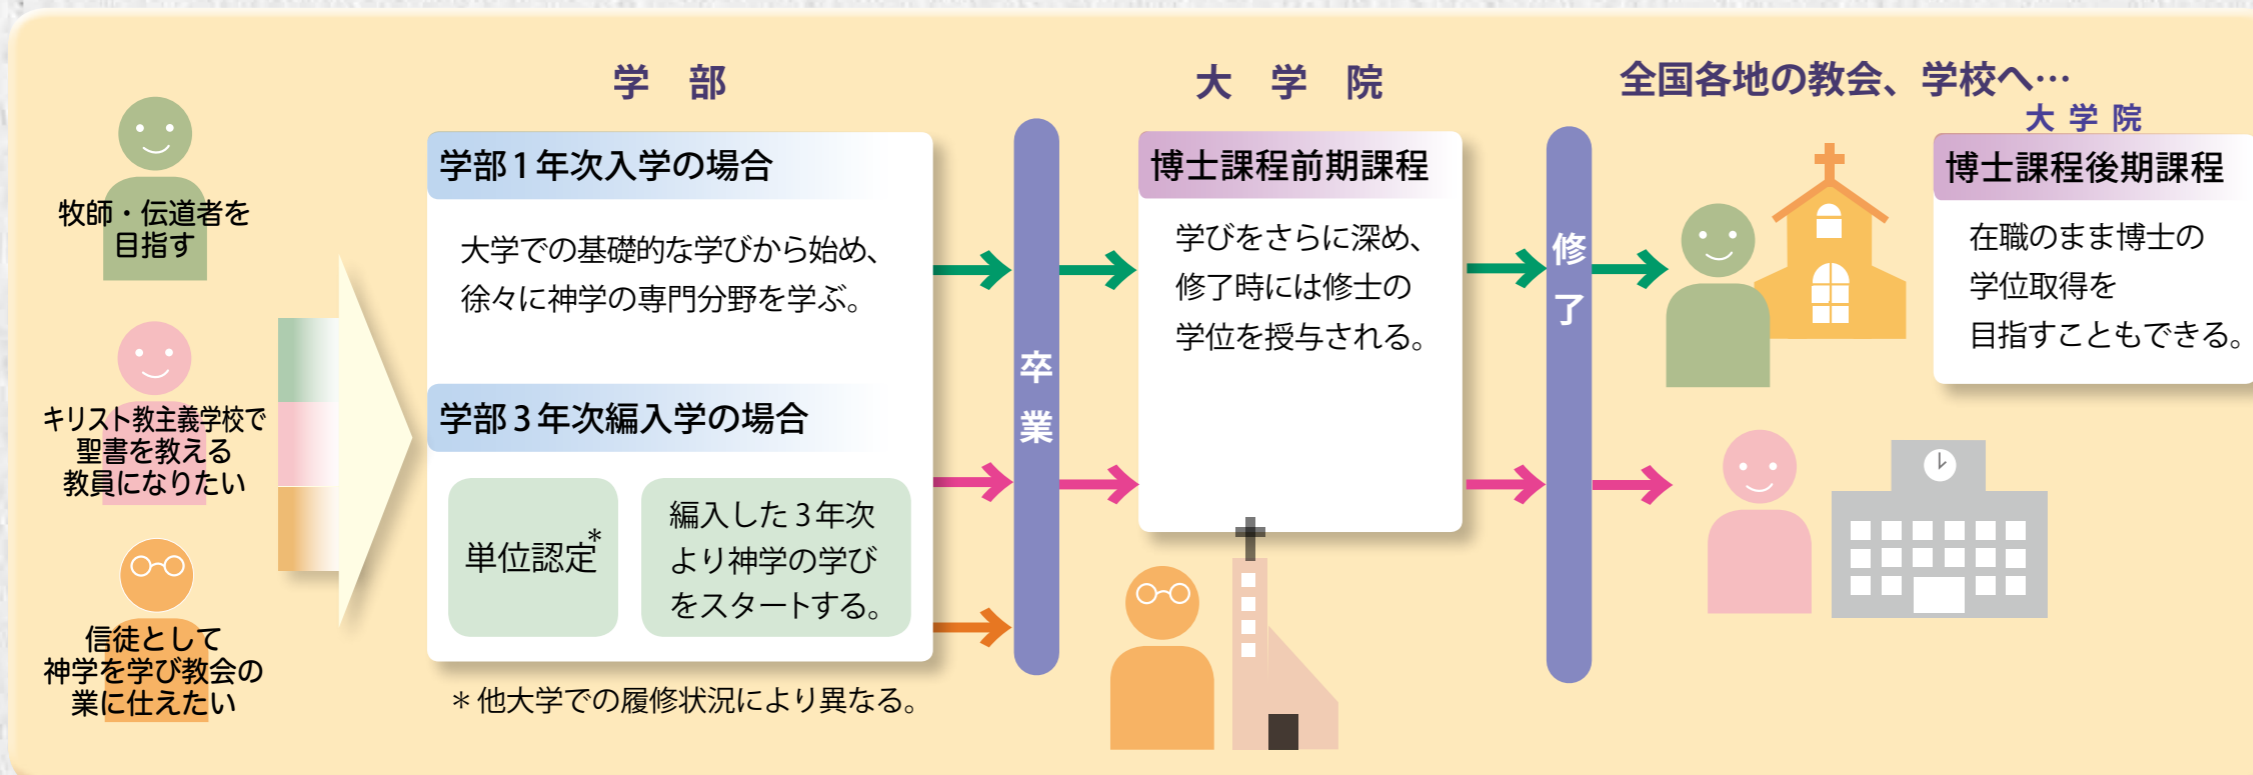 牧師・伝道者を
目指す
キリスト教主義学校で
聖書を教える
教員になりたい
信徒として
神学を学び教会の
業に仕えたい
学 部
学部1年次入学の場合
大学での基礎的な学びから始め、
徐々に神学の専門分野を学ぶ。
学部3年次編入学の場合
単位認定*
編入した3年次
より神学の学び
をスタートする。
*他大学での履修状況により異なる。
卒業
大 学 院
博士課程前期課程
学びをさらに深め、
修了時には修士の
学位を授与される。
修了
全国各地の教会、学校へ…
大 学 院
博士課程後期課程
在職のまま博士の
学位取得を
目指すこともできる。